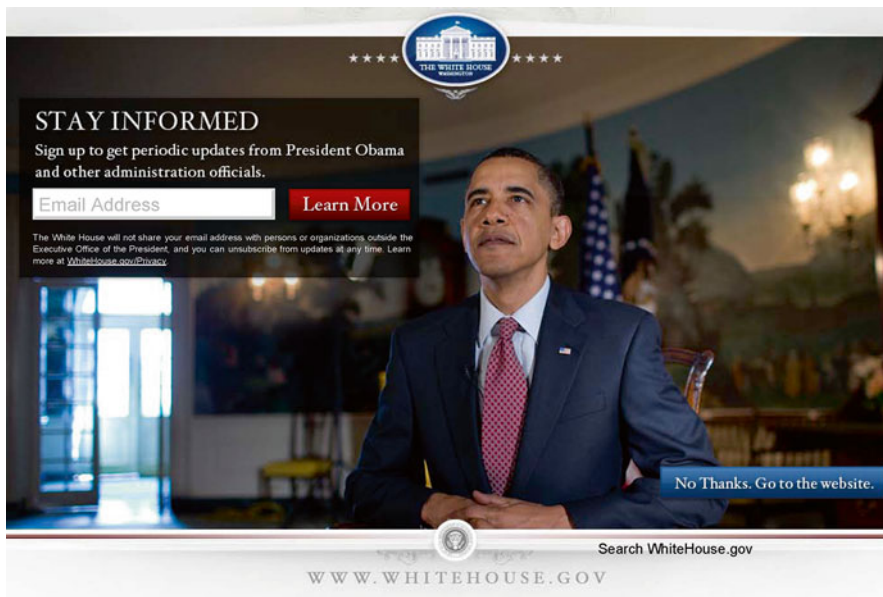 THE WHITE HOUSE
WASHINGTON
STAY INFORMED
Sign up to get periodic updates from President Obama
and other administration officials.
Email Address
Learn More
The White House will not share your email address with persons or organizations outside the
Executive Office of the President, and you can unsubscribe from updates at any time. Learn
more at WhiteHouse.gov/Privacy.
No Thanks. Go to the website.
Search WhiteHouse.gov
WWW.WHITEHOUSE.GOV